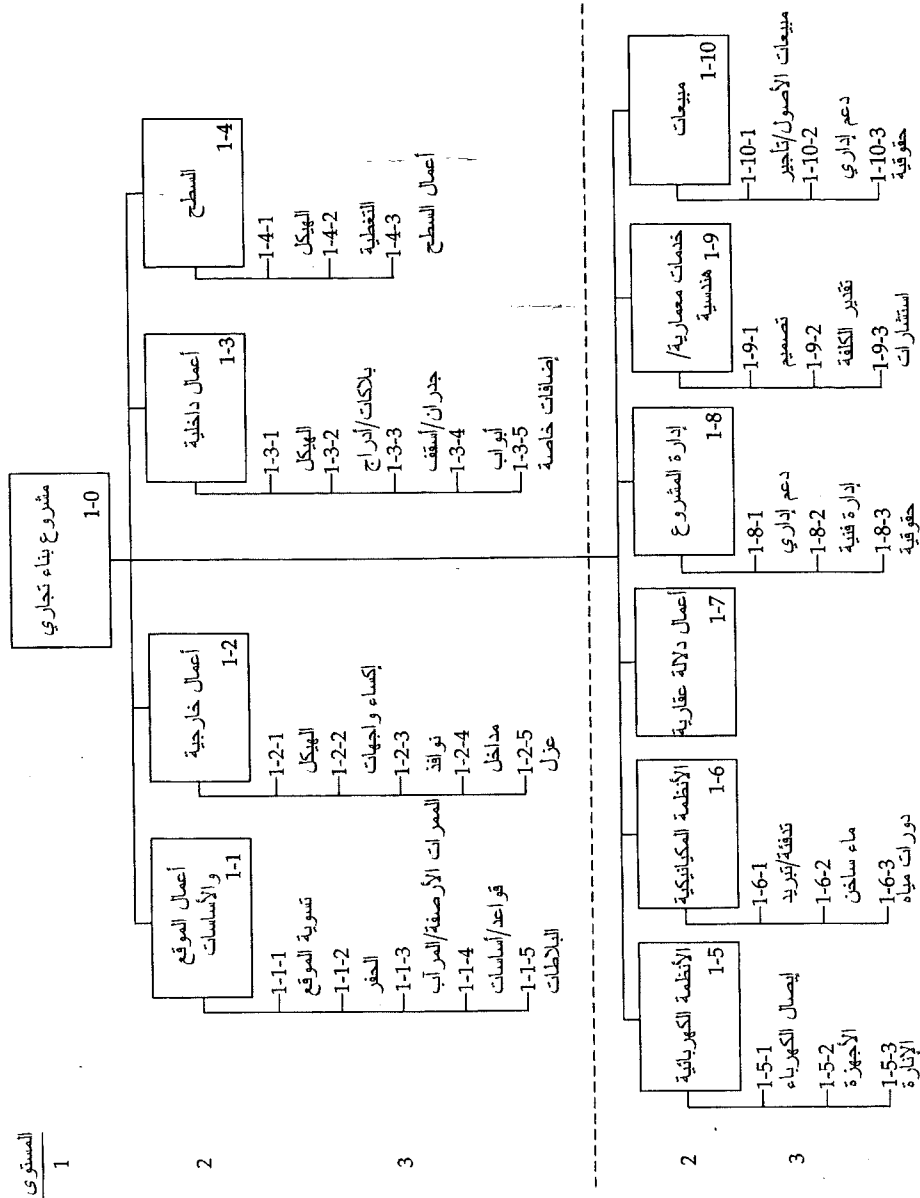 المستوى
1
2
3
مشروع بناء تجاري
1-0
أعمال الموقع
والأساسات
1-1
1-1-1
تسوية الموقع
1-1-2
الحفر
1-1-3
الممرات الأرصفة/المرآب
1-1-4
قواعد/أساسات
1-1-5
البلاطات
أعمال خارجية
1-2
1-2-1
الهيكل
1-2-2
إكساء واجهات
1-2-3
نوافذ
1-2-4
مداخل
1-2-5
عزل
أعمال داخلية
1-3
1-3-1
الهيكل
1-3-2
بلاكات/أدراج
1-3-3
جدران/أسقف
1-3-4
أبواب
1-3-5
إضافات خاصة
السطح
1-4
1-4-1
الهيكل
1-4-2
التغطية
1-4-3
أعمال السطح
2
3
الأنظمة الكهربائية
1-5
1-5-1
إيصال الكهرباء
1-5-2
الأجهزة
1-5-3
الإنارة
الأنظمة المكيانيكية
1-6
1-6-1
تدفئة/تبريد
1-6-2
ماء ساخن
1-6-3
دورات مياه
أعمال دلالة عقارية
1-7
إدارة المشروع
1-8
1-8-1
دعم إداري
1-8-2
إدارة فنية
1-8-3
حقوقية
خدمات معمارية/
هندسية 1-9
1-9-1
تصميم
1-9-2
تقدير الكلفة
1-9-3
استشارات
مبيعات
1-10
1-10-1
مبيعات الأصول/تأجير
1-10-2
دعم إداري
1-10-3
حقوقية